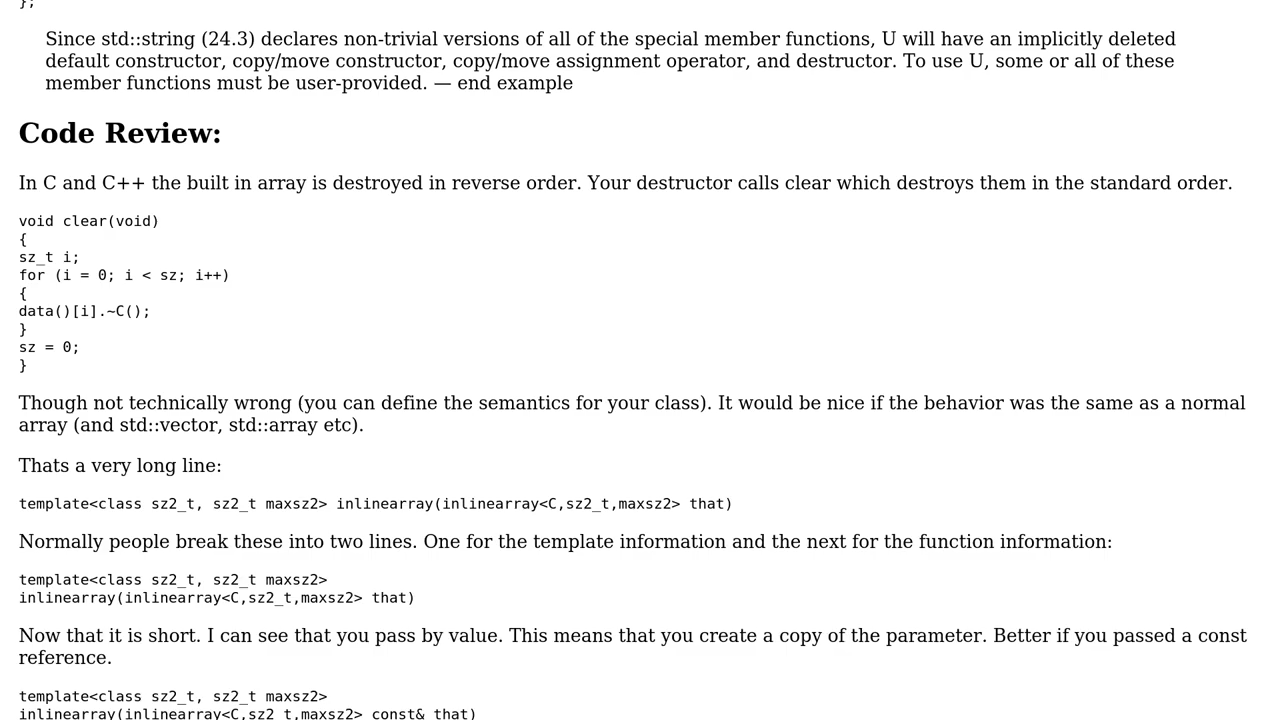 };
Since std::string (24.3) declares non-trivial versions of all of the special member functions, U will have an implicitly deleted
default constructor, copy/move constructor, copy/move assignment operator, and destructor. To use U, some or all of these
member functions must be user-provided. — end example
Code Review:
In C and C++ the built in array is destroyed in reverse order. Your destructor calls clear which destroys them in the standard order.
void clear(void)
{
sz_t i;
for (i = 0; i < sz; i++)
{
data()[i].~C();
}
sz = 0;
}
Though not technically wrong (you can define the semantics for your class). It would be nice if the behavior was the same as a normal
array (and std::vector, std::array etc).
Thats a very long line:
template<class sz2_t, sz2_t maxsz2> inlinearray(inlinearray<C,sz2_t,maxsz2> that)
Normally people break these into two lines. One for the template information and the next for the function information:
template<class sz2_t, sz2_t maxsz2>
inlinearray(inlinearray<C,sz2_t,maxsz2> that)
Now that it is short. I can see that you pass by value. This means that you create a copy of the parameter. Better if you passed a const
reference.
template<class sz2_t, sz2_t maxsz2>
inlinearray(inlinearray<C,sz2_t,maxsz2> const& that)